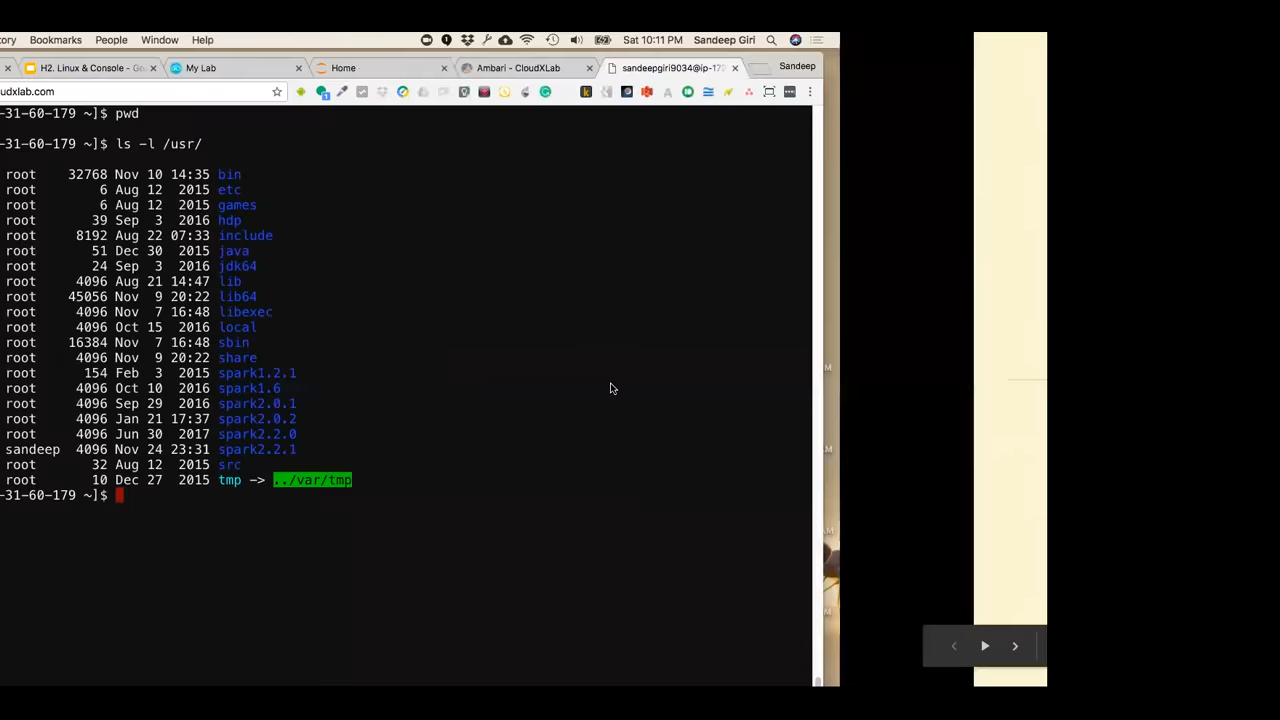 tory Bookmarks People Window Help Sat 10:11 PM Sandeep Giri
H2. Linux & Console - Go My Lab Home Ambari - CloudXLab sandeepgiri9034@ip-172 Sandeep
udxlab.com
-31-60-179 ~]$ pwd
-31-60-179 ~]$ ls -l /usr/
root 32768 Nov 10 14:35 bin
root 6 Aug 12 2015 etc
root 6 Aug 12 2015 games
root 39 Sep 3 2016 hdp
root 8192 Aug 22 07:33 include
root 51 Dec 30 2015 java
root 24 Sep 3 2016 jdk64
root 4096 Aug 21 14:47 lib
root 45056 Nov 9 20:22 lib64
root 4096 Nov 7 16:48 libexec
root 4096 Oct 15 2016 local
root 16384 Nov 7 16:48 sbin
root 4096 Nov 9 20:22 share
root 154 Feb 3 2015 spark1.2.1
root 4096 Oct 10 2016 spark1.6
root 4096 Sep 29 2016 spark2.0.1
root 4096 Jan 21 17:37 spark2.0.2
root 4096 Jun 30 2017 spark2.2.0
sandeep 4096 Nov 24 23:31 spark2.2.1
root 32 Aug 12 2015 src
root 10 Dec 27 2015 tmp -> ../var/tmp
-31-60-179 ~]$